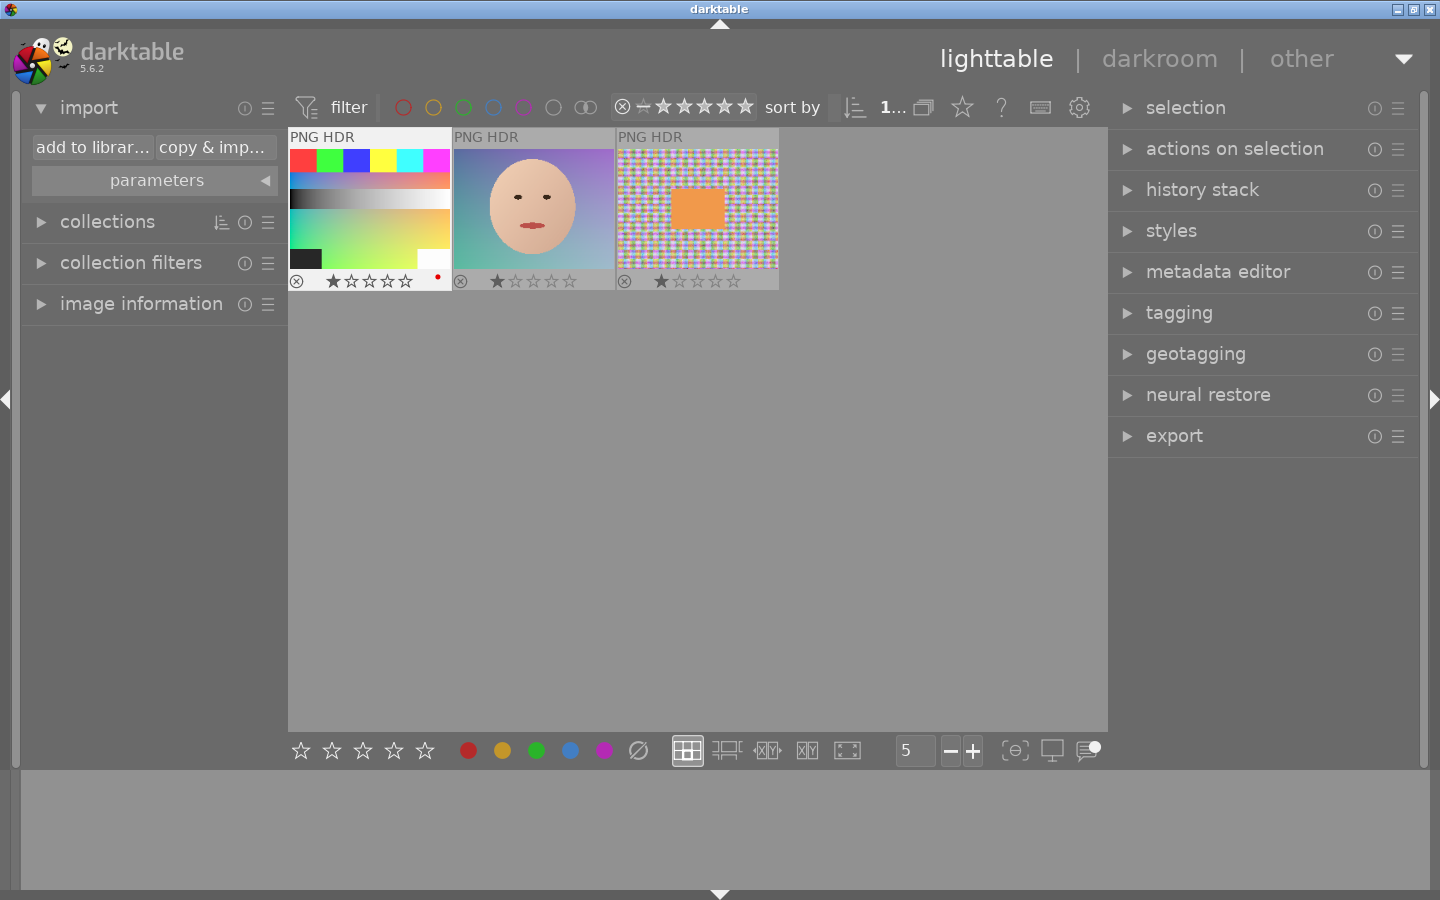 darktable
darktable
5.6.2
lighttable | darkroom | other
import
filter
sort by
1...
selection
PNG HDR
PNG HDR
PNG HDR
add to librar...
copy & imp...
actions on selection
parameters
history stack
collections
styles
collection filters
metadata editor
image information
tagging
geotagging
neural restore
export
5